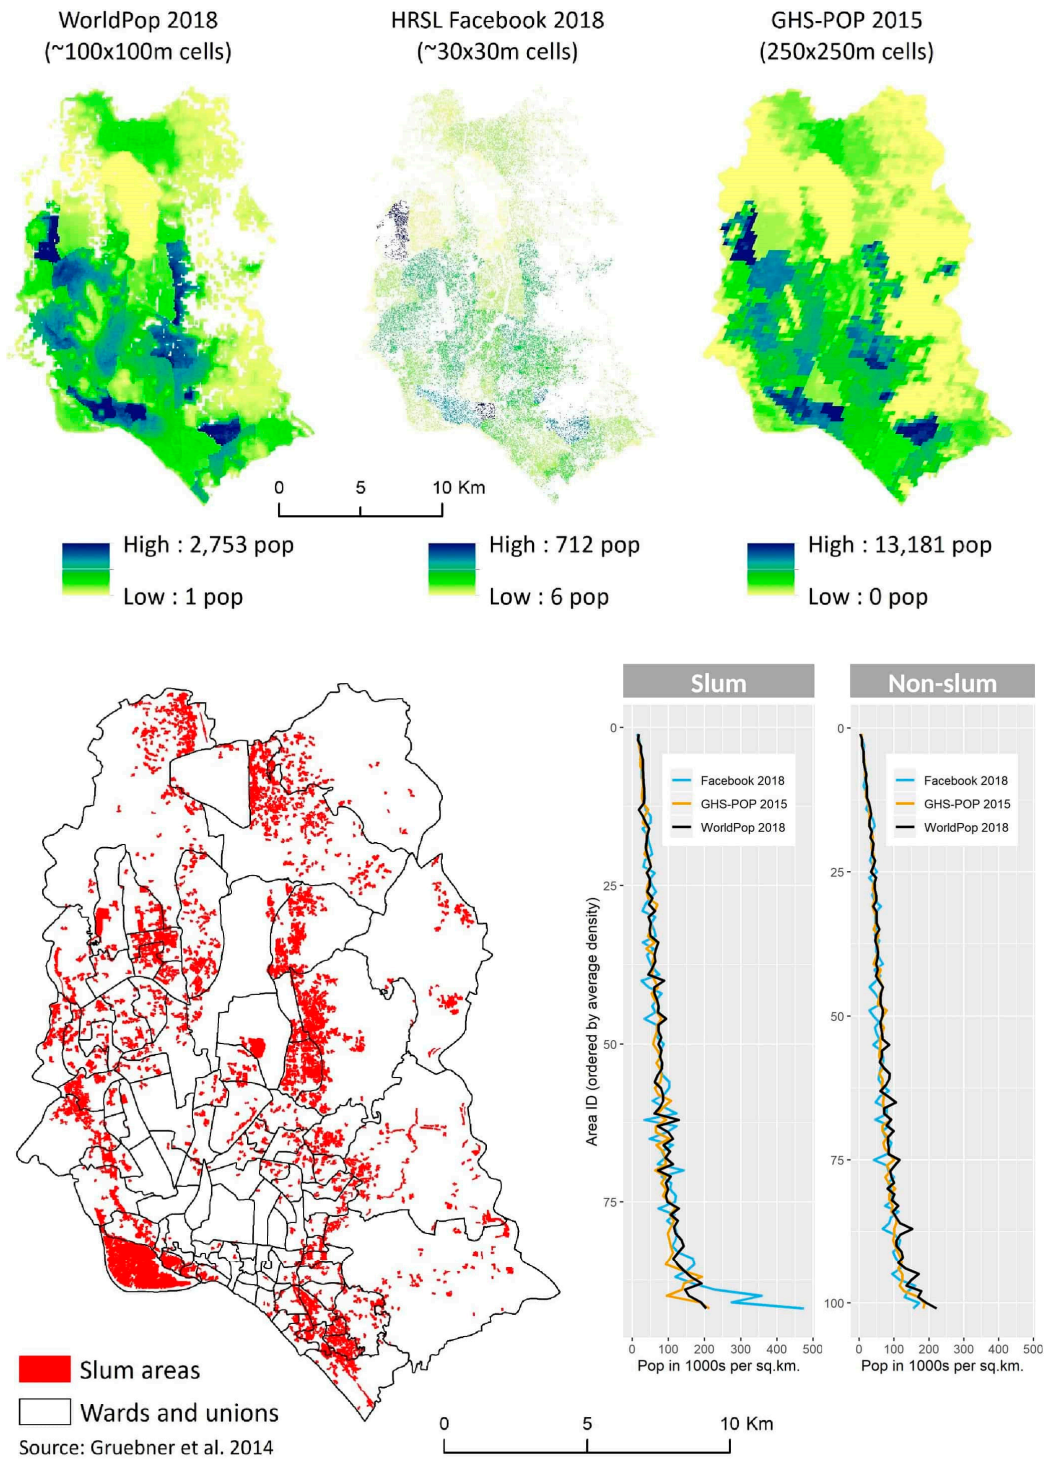 WorldPop 2018
(~100x100m cells)
HRSL Facebook 2018
(~30x30m cells)
GHS-POP 2015
(250x250m cells)
0 5 10 Km
High : 2,753 pop
Low : 1 pop
High : 712 pop
Low : 6 pop
High : 13,181 pop
Low : 0 pop
Slum
Non-slum
Facebook 2018
GHS-POP 2015
WorldPop 2018
Facebook 2018
GHS-POP 2015
WorldPop 2018
Area ID (ordered by average density)
0
25
50
75
0
25
50
75
100
0 100 200 300 400 500
Pop in 1000s per sq.km.
0 100 200 300 400 500
Pop in 1000s per sq.km.
Slum areas
Wards and unions
Source: Gruebner et al. 2014
0 5 10 Km